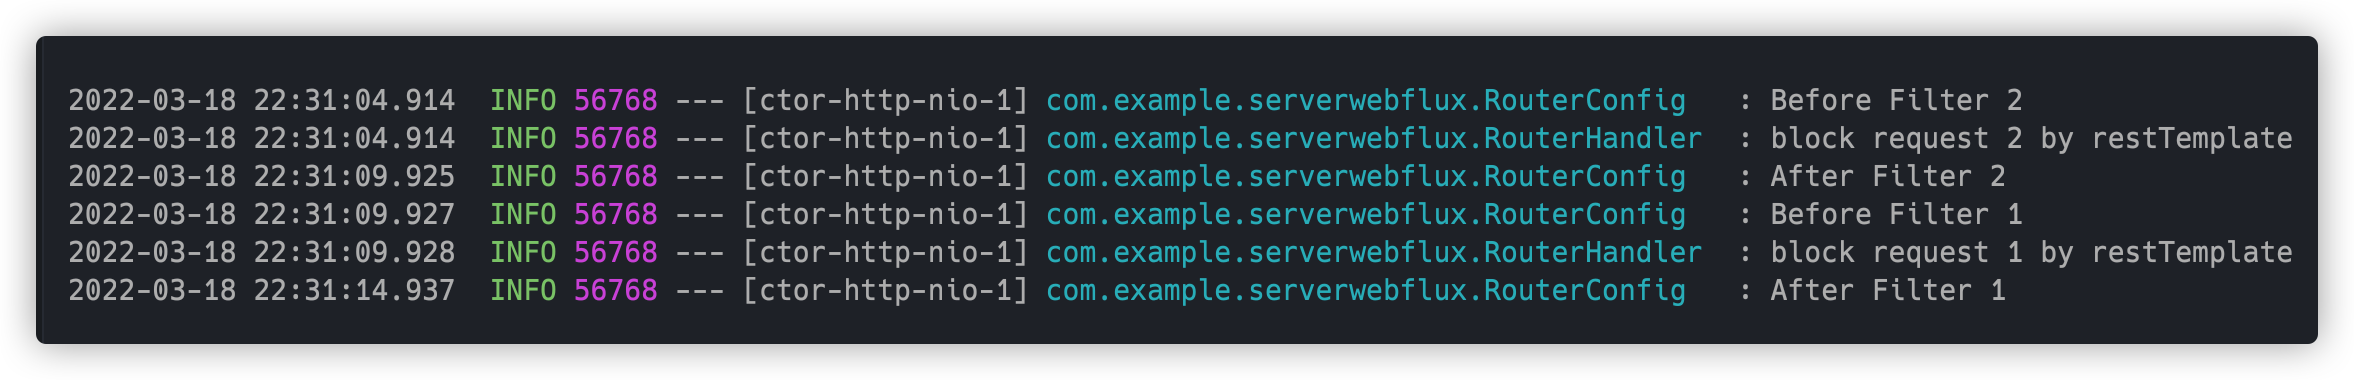 2022-03-18 22:31:04.914  INFO 56768 --- [ctor-http-nio-1] com.example.serverwebflux.RouterConfig   : Before Filter 2
2022-03-18 22:31:04.914  INFO 56768 --- [ctor-http-nio-1] com.example.serverwebflux.RouterHandler  : block request 2 by restTemplate
2022-03-18 22:31:09.925  INFO 56768 --- [ctor-http-nio-1] com.example.serverwebflux.RouterConfig   : After Filter 2
2022-03-18 22:31:09.927  INFO 56768 --- [ctor-http-nio-1] com.example.serverwebflux.RouterConfig   : Before Filter 1
2022-03-18 22:31:09.928  INFO 56768 --- [ctor-http-nio-1] com.example.serverwebflux.RouterHandler  : block request 1 by restTemplate
2022-03-18 22:31:14.937  INFO 56768 --- [ctor-http-nio-1] com.example.serverwebflux.RouterConfig   : After Filter 1